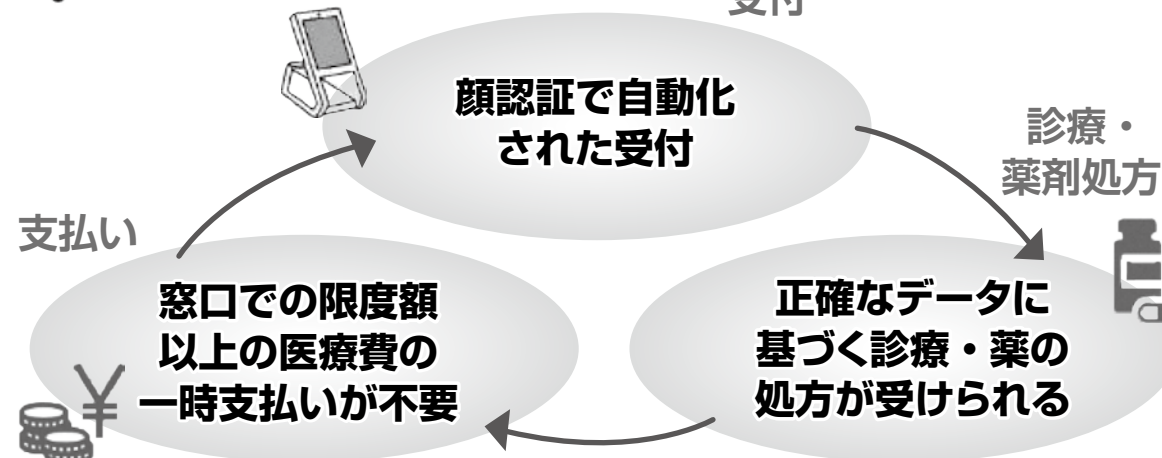 受付
顔認証で自動化
された受付
診療・
薬剤処方
支払い
窓口での限度額
以上の医療費の
一時支払いが不要
正確なデータに
基づく診療・薬の
処方が受けられる
¥